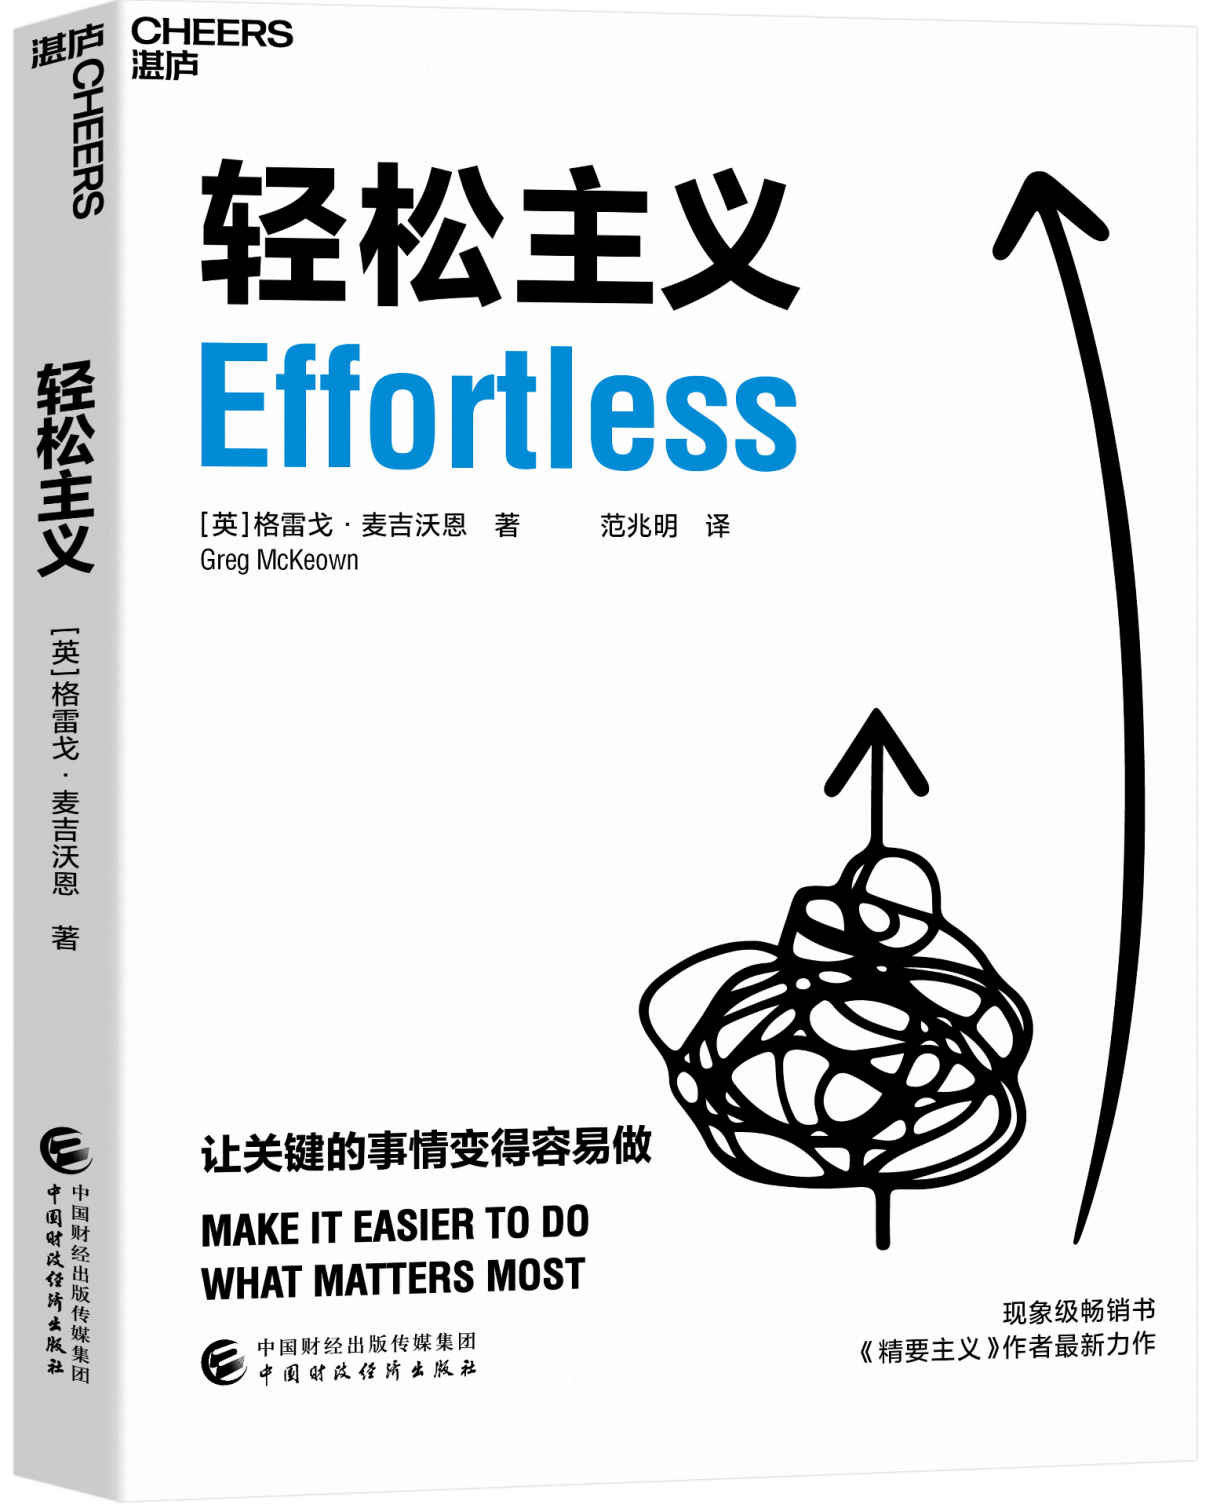 湛庐CHEERS
轻松主义
[英]格雷戈·麦吉沃恩 著
中国财经出版传媒集团
中国财政经济出版社
CHEERS
湛庐
轻松主义
Effortless
[英]格雷戈·麦吉沃恩 著 范兆明 译
Greg McKeown
让关键的事情变得容易做
MAKE IT EASIER TO DO
WHAT MATTERS MOST
中国财经出版传媒集团
中国财政经济出版社
现象级畅销书
《精要主义》作者最新力作